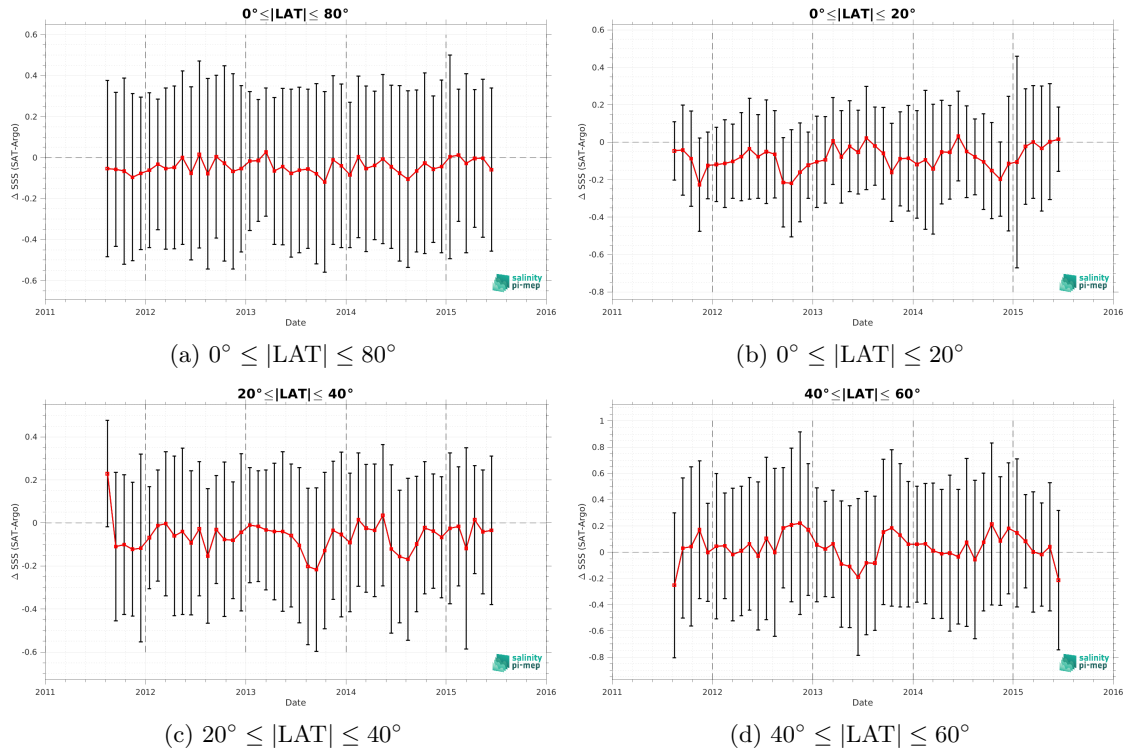 0°≤|LAT|≤ 80°
Δ SSS (SAT-Argo)
0.6
0.4
0.2
0
-0.2
-0.4
-0.6
2011
2012
2013
2014
2015
2016
Date
salinity
pi-mep
(a) 0° ≤ |LAT| ≤ 80°
0°≤|LAT|≤ 20°
Δ SSS (SAT-Argo)
0.6
0.4
0.2
0
-0.2
-0.4
-0.6
-0.8
2011
2012
2013
2014
2015
2016
Date
salinity
pi-mep
(b) 0° ≤ |LAT| ≤ 20°
20°≤|LAT|≤ 40°
Δ SSS (SAT-Argo)
0.4
0.2
0
-0.2
-0.4
-0.6
2011
2012
2013
2014
2015
2016
Date
salinity
pi-mep
(c) 20° ≤ |LAT| ≤ 40°
40°≤|LAT|≤ 60°
Δ SSS (SAT-Argo)
1
0.8
0.6
0.4
0.2
0
-0.2
-0.4
-0.6
-0.8
2011
2012
2013
2014
2015
2016
Date
salinity
pi-mep
(d) 40° ≤ |LAT| ≤ 60°